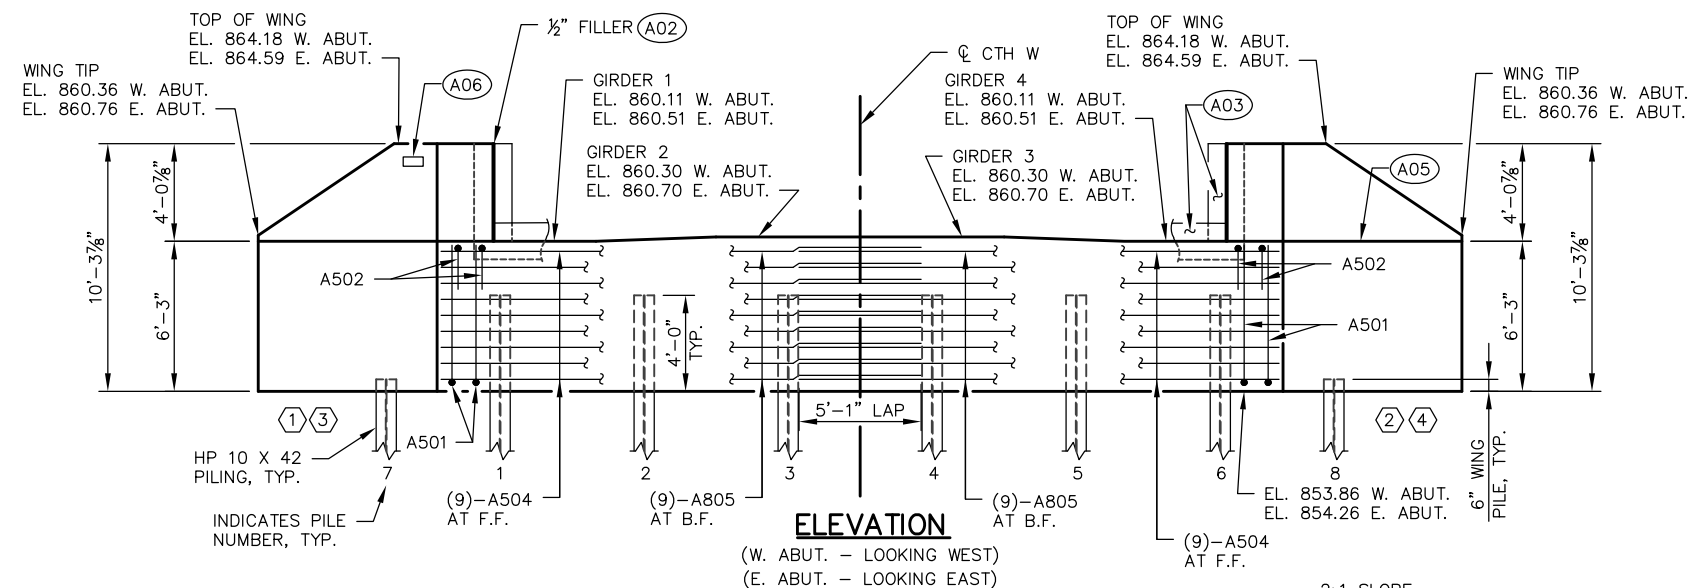 TOP OF WING
EL. 864.18 W. ABUT.
EL. 864.59 E. ABUT.
½" FILLER
A02
℄ CTH W
TOP OF WING
EL. 864.18 W. ABUT.
EL. 864.59 E. ABUT.
WING TIP
EL. 860.36 W. ABUT.
EL. 860.76 E. ABUT.
A06
GIRDER 1
EL. 860.11 W. ABUT.
EL. 860.51 E. ABUT.
GIRDER 4
EL. 860.11 W. ABUT.
EL. 860.51 E. ABUT.
A03
WING TIP
EL. 860.36 W. ABUT.
EL. 860.76 E. ABUT.
GIRDER 2
EL. 860.30 W. ABUT.
EL. 860.70 E. ABUT.
GIRDER 3
EL. 860.30 W. ABUT.
EL. 860.70 E. ABUT.
A05
10'-3⅞"
4'-0⅞"
6'-3"
4'-0⅞"
6'-3"
10'-3⅞"
A502
A502
4'-0"
TYP.
A501
5'-1" LAP
1 3
2 4
A501
HP 10 X 42
PILING, TYP.
7 1 2 3 4 5 6 8
INDICATES PILE
NUMBER, TYP.
(9)-A504
AT F.F.
(9)-A805
AT B.F.
(9)-A805
AT B.F.
(9)-A504
AT F.F.
EL. 853.86 W. ABUT.
EL. 854.26 E. ABUT.
6" WING
PILE, TYP.
ELEVATION
(W. ABUT. - LOOKING WEST)
(E. ABUT. - LOOKING EAST)